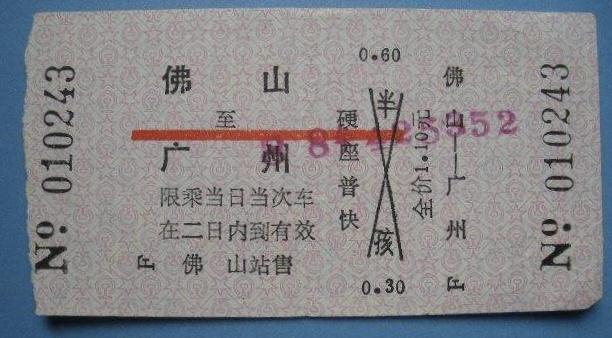 No 010243
佛 山
至
广 州
限乘当日当次车
在二日内到有效
F 佛 山站售
硬座普快
0.60
半
孩
0.30
全价1.10元
佛山—广州 F
No 010243